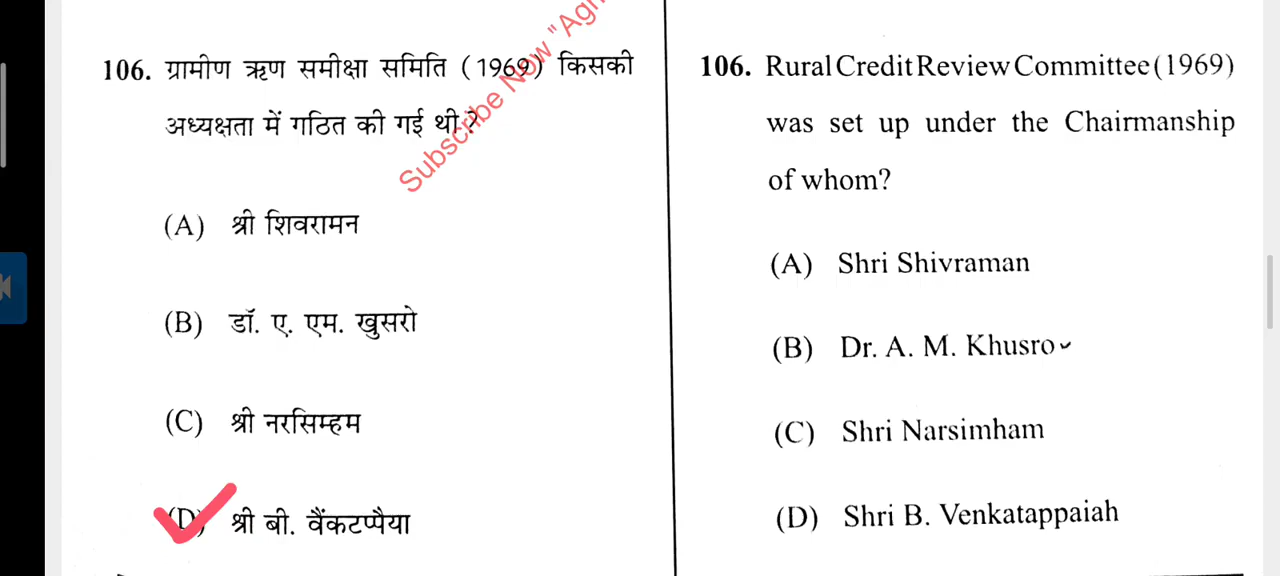 106. ग्रामीण ऋण समीक्षा समिति (1969) किसकी
अध्यक्षता में गठित की गई थी ?
(A) श्री शिवरामन
(B) डॉ. ए. एम. खुसरो
(C) श्री नरसिम्हम
(D) श्री बी. वैंकटप्पैया
Subscribe Now "Agri
106. Rural Credit Review Committee (1969)
was set up under the Chairmanship
of whom?
(A) Shri Shivraman
(B) Dr. A. M. Khusro
(C) Shri Narsimham
(D) Shri B. Venkatappaiah